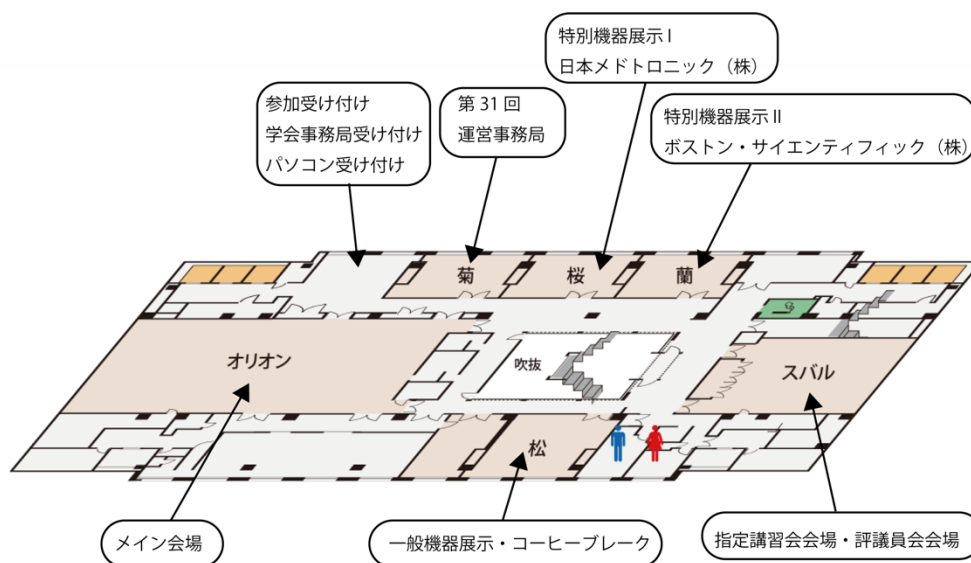 特別機器展示 I
日本メドトロニック（株）
参加受け付け
学会事務局受け付け
パソコン受け付け
第 31 回
運営事務局
特別機器展示 II
ボストン・サイエンティフィック（株）
菊
桜
蘭
オリオン
吹抜
スバル
松
メイン会場
一般機器展示・コーヒーブレーク
指定講習会会場・評議員会会場